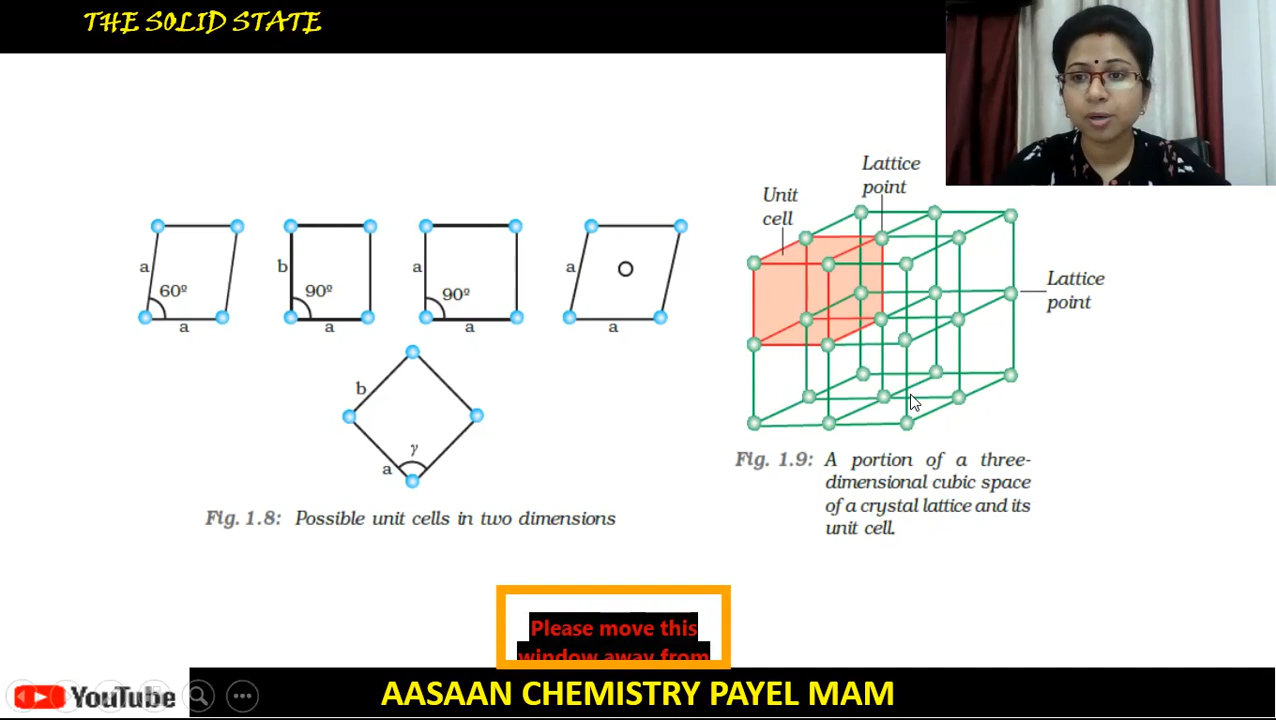 THE SOLID STATE
a
60º
a
b
90º
a
a
90º
a
a
a
b
a
γ
Fig. 1.8: Possible unit cells in two dimensions
Unit
cell
Lattice
point
Lattice
point
Fig. 1.9: A portion of a three-
dimensional cubic space
of a crystal lattice and its
unit cell.
Please move this
window away from
YouTube
AASAAN CHEMISTRY PAYEL MAM